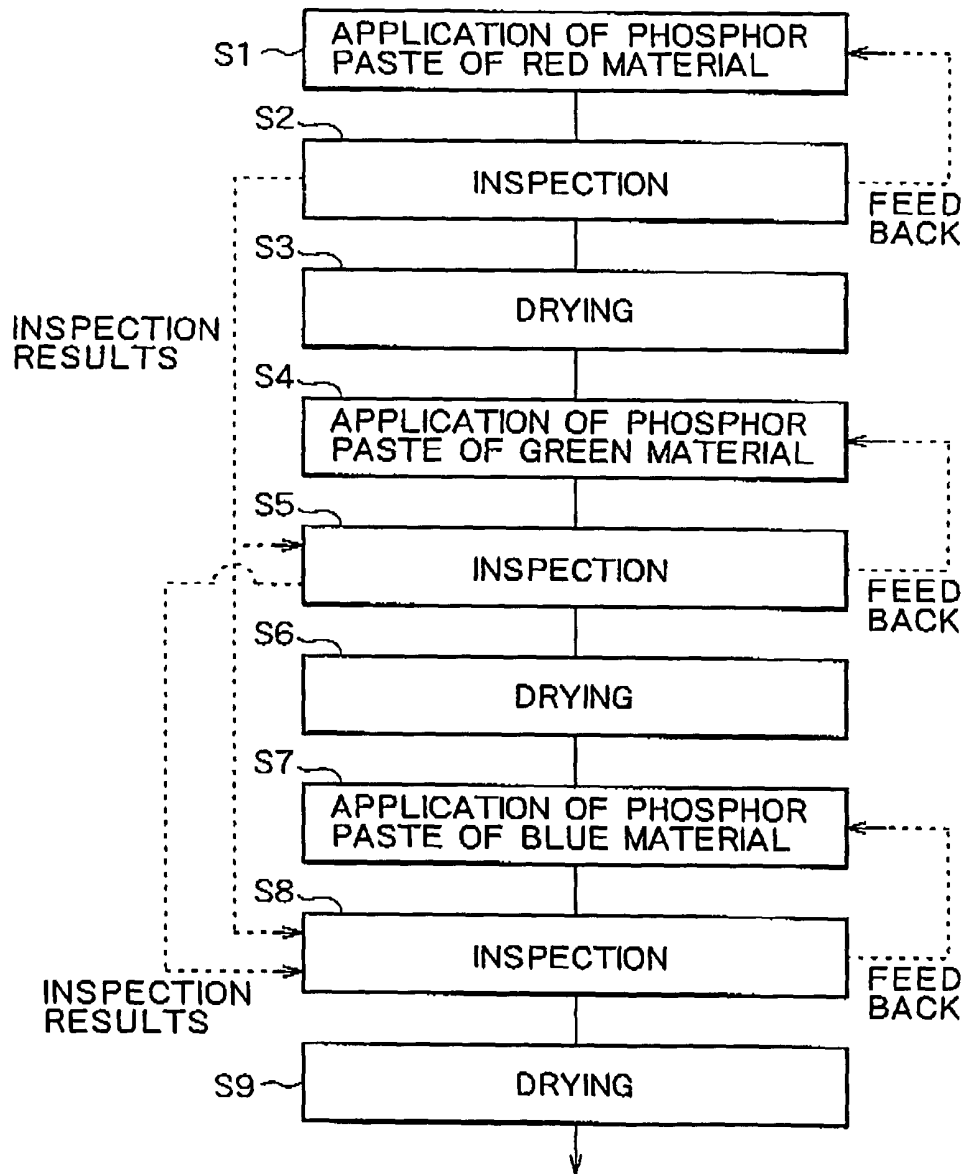 S1
APPLICATION OF PHOSPHOR
PASTE OF RED MATERIAL
S2
INSPECTION
FEED
BACK
S3
DRYING
INSPECTION
RESULTS
S4
APPLICATION OF PHOSPHOR
PASTE OF GREEN MATERIAL
S5
INSPECTION
FEED
BACK
S6
DRYING
S7
APPLICATION OF PHOSPHOR
PASTE OF BLUE MATERIAL
S8
INSPECTION
FEED
BACK
INSPECTION
RESULTS
S9
DRYING